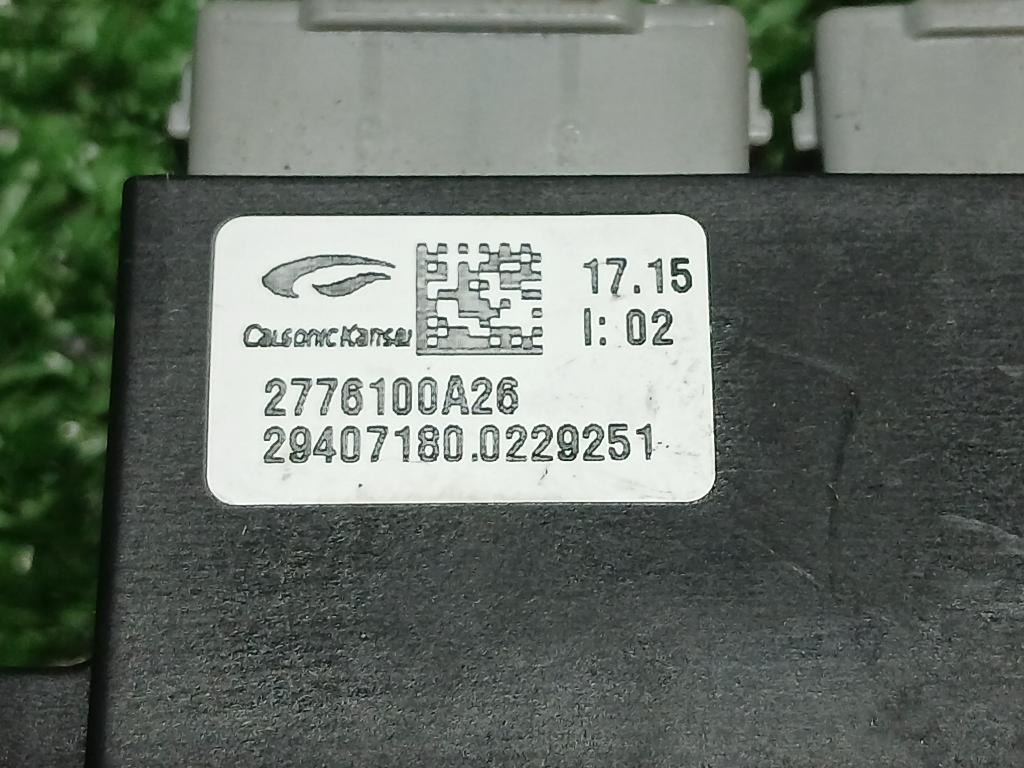 17.15
I: 02
Calsonic Kansei
2776100A26
29407180.0229251